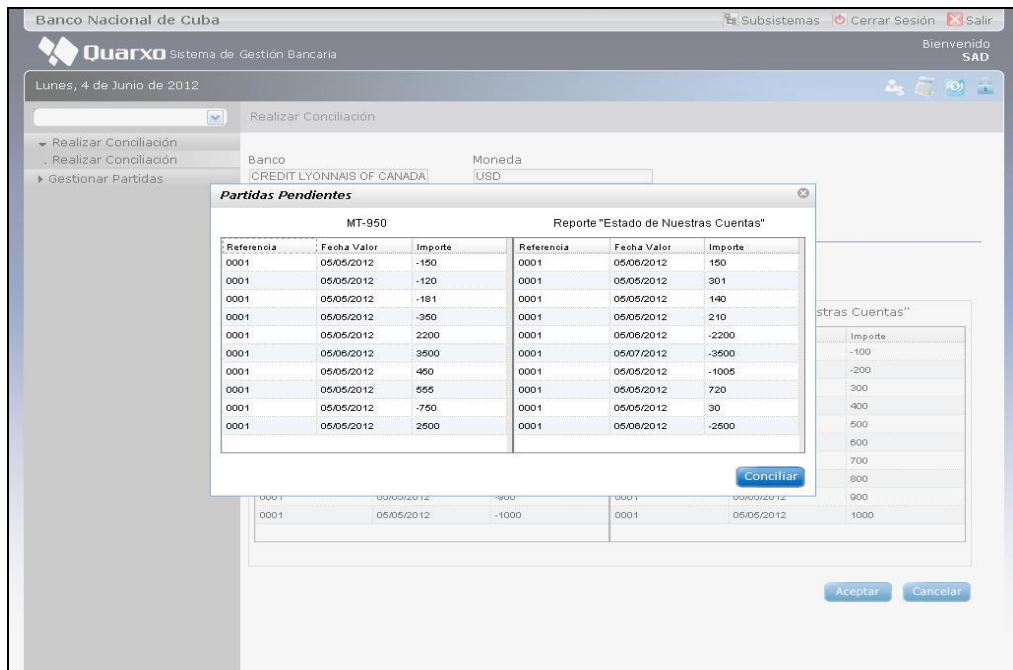 Banco Nacional de Cuba Subsistemas Cerrar Sesión Salir
Quarxo Sistema de Gestión Bancaria Bienvenido
SAD
Lunes, 4 de Junio de 2012
Realizar Conciliación
Realizar Conciliación
. Realizar Conciliación
Gestionar Partidas
Banco Moneda
CREDIT LYONNAIS OF CANADA USD
Partidas Pendientes
MT-950 Reporte "Estado de Nuestras Cuentas"
Referencia Fecha Valor Importe Referencia Fecha Valor Importe
0001 05/05/2012 -150 0001 05/06/2012 150
0001 05/05/2012 -120 0001 05/06/2012 301
0001 05/05/2012 -181 0001 05/05/2012 140
0001 05/05/2012 -350 0001 05/05/2012 210
0001 05/05/2012 2200 0001 05/06/2012 -2200
0001 05/06/2012 3500 0001 05/07/2012 -3500
0001 05/05/2012 450 0001 05/05/2012 -1005
0001 05/05/2012 555 0001 05/05/2012 720
0001 05/05/2012 -750 0001 05/05/2012 30
0001 05/05/2012 2500 0001 05/06/2012 -2500
Conciliar
stras Cuentas"
Importe
-100
-200
300
400
500
600
700
800
0001 05/05/2012 -900 0001 05/05/2012 900
0001 05/05/2012 -1000 0001 05/05/2012 1000
Aceptar Cancelar